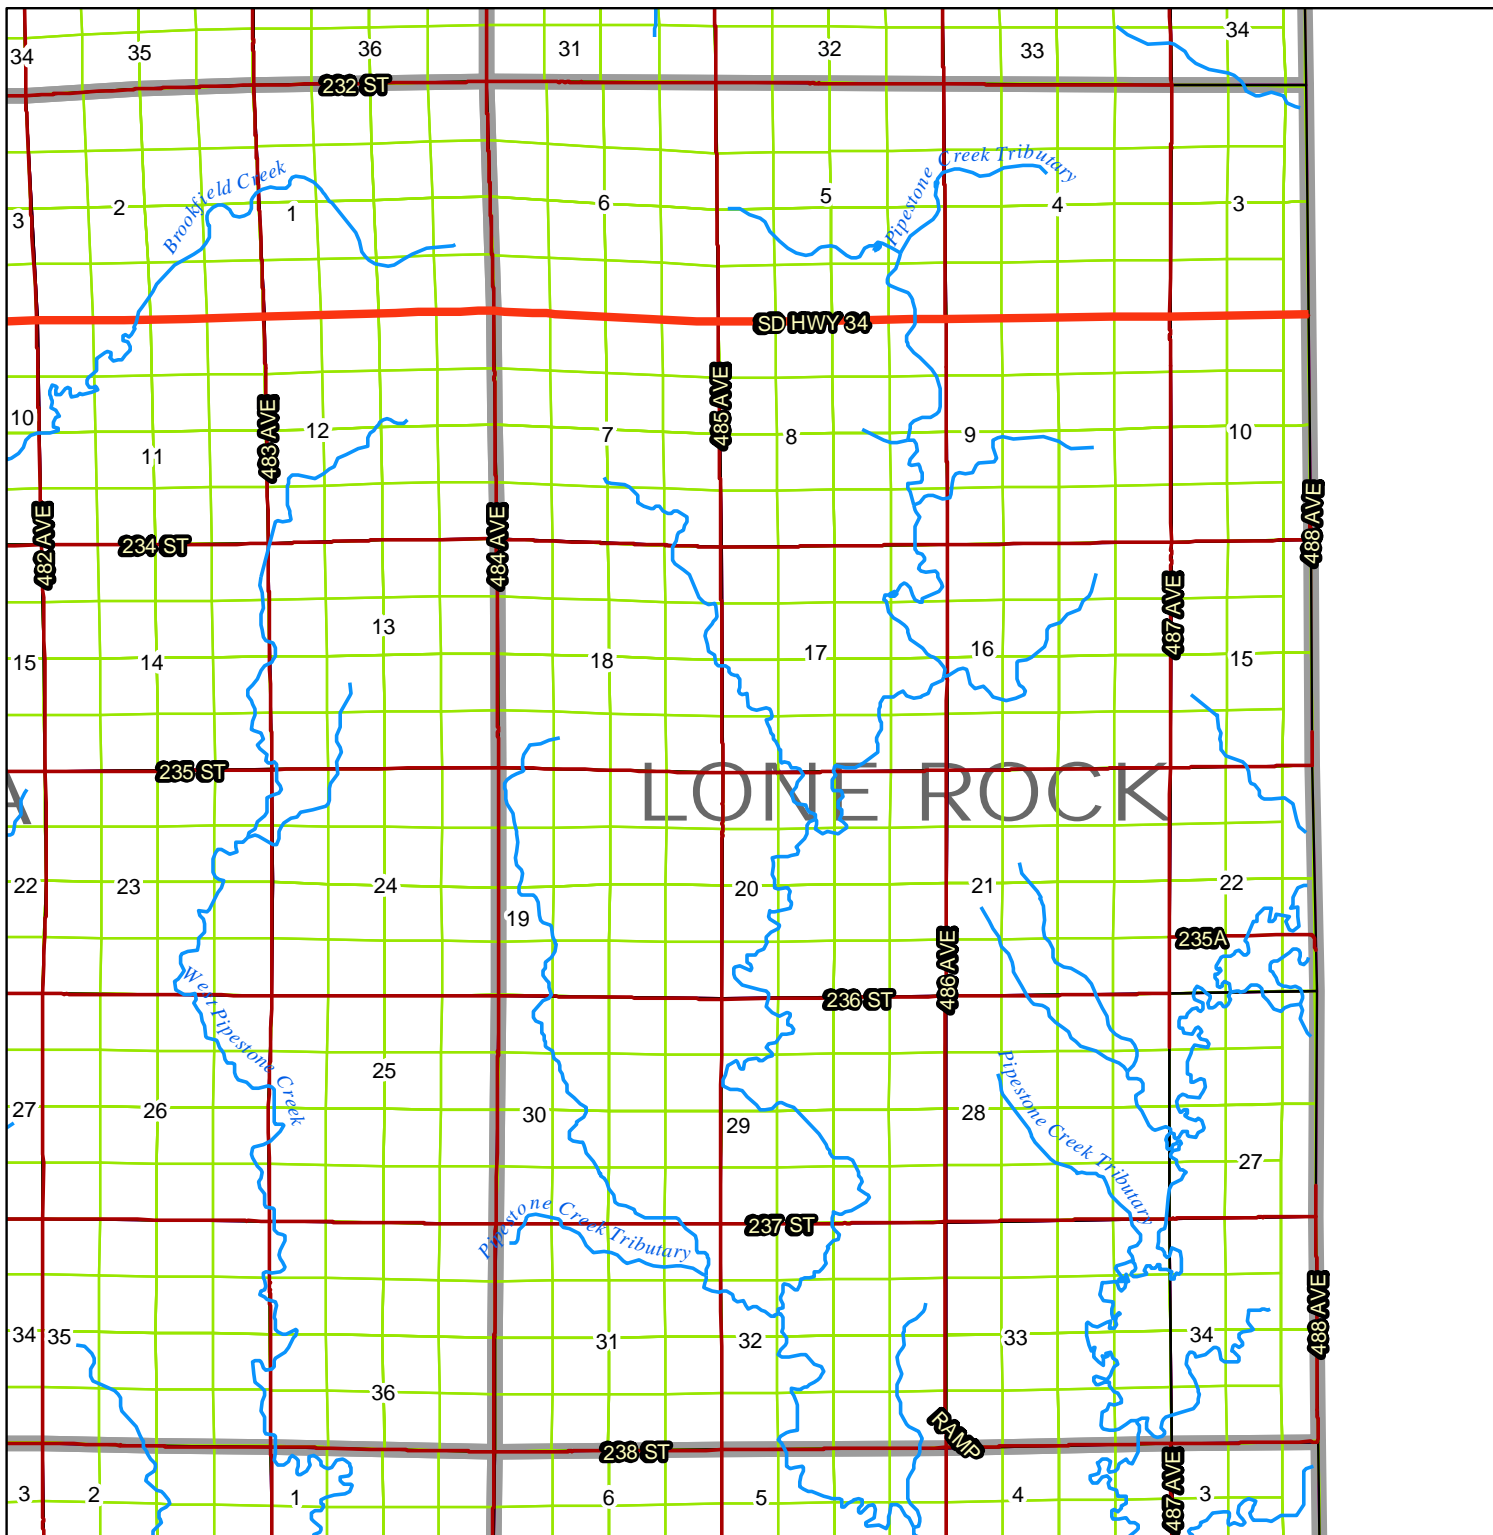 34
35
36
31
32
33
34
232 ST
Brookfield Creek
Pipestone Creek Tributary
3
2
1
6
5
4
3
SD HWY 34
10
11
483 AVE
12
7
485 AVE
8
9
10
482 AVE
234 ST
484 AVE
488 AVE
487 AVE
15
14
13
18
17
16
15
235 ST
A
LONE ROCK
22
23
24
19
20
21
22
235A
486 AVE
236 ST
West Pipestone Creek
27
26
25
30
29
28
27
Pipestone Creek Tributary
Pipestone Creek Tributary
237 ST
34
35
36
31
32
33
34
488 AVE
RAMP
238 ST
487 AVE
3
2
1
6
5
4
3